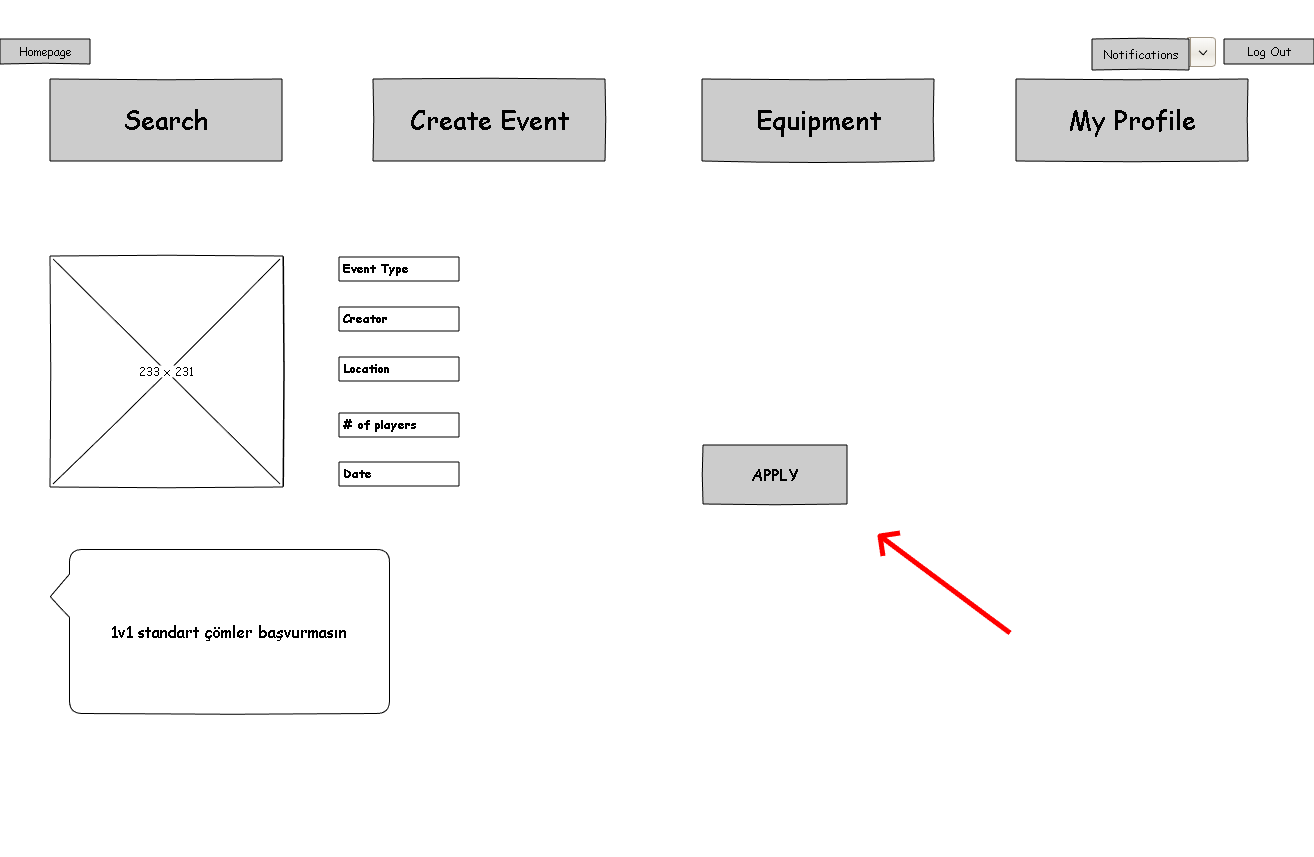 Homepage
Notifications
Log Out
Search
Create Event
Equipment
My Profile
233 x 231
Event Type
Creator
Location
# of players
Date
APPLY
1v1 standart çömler başvurmasın